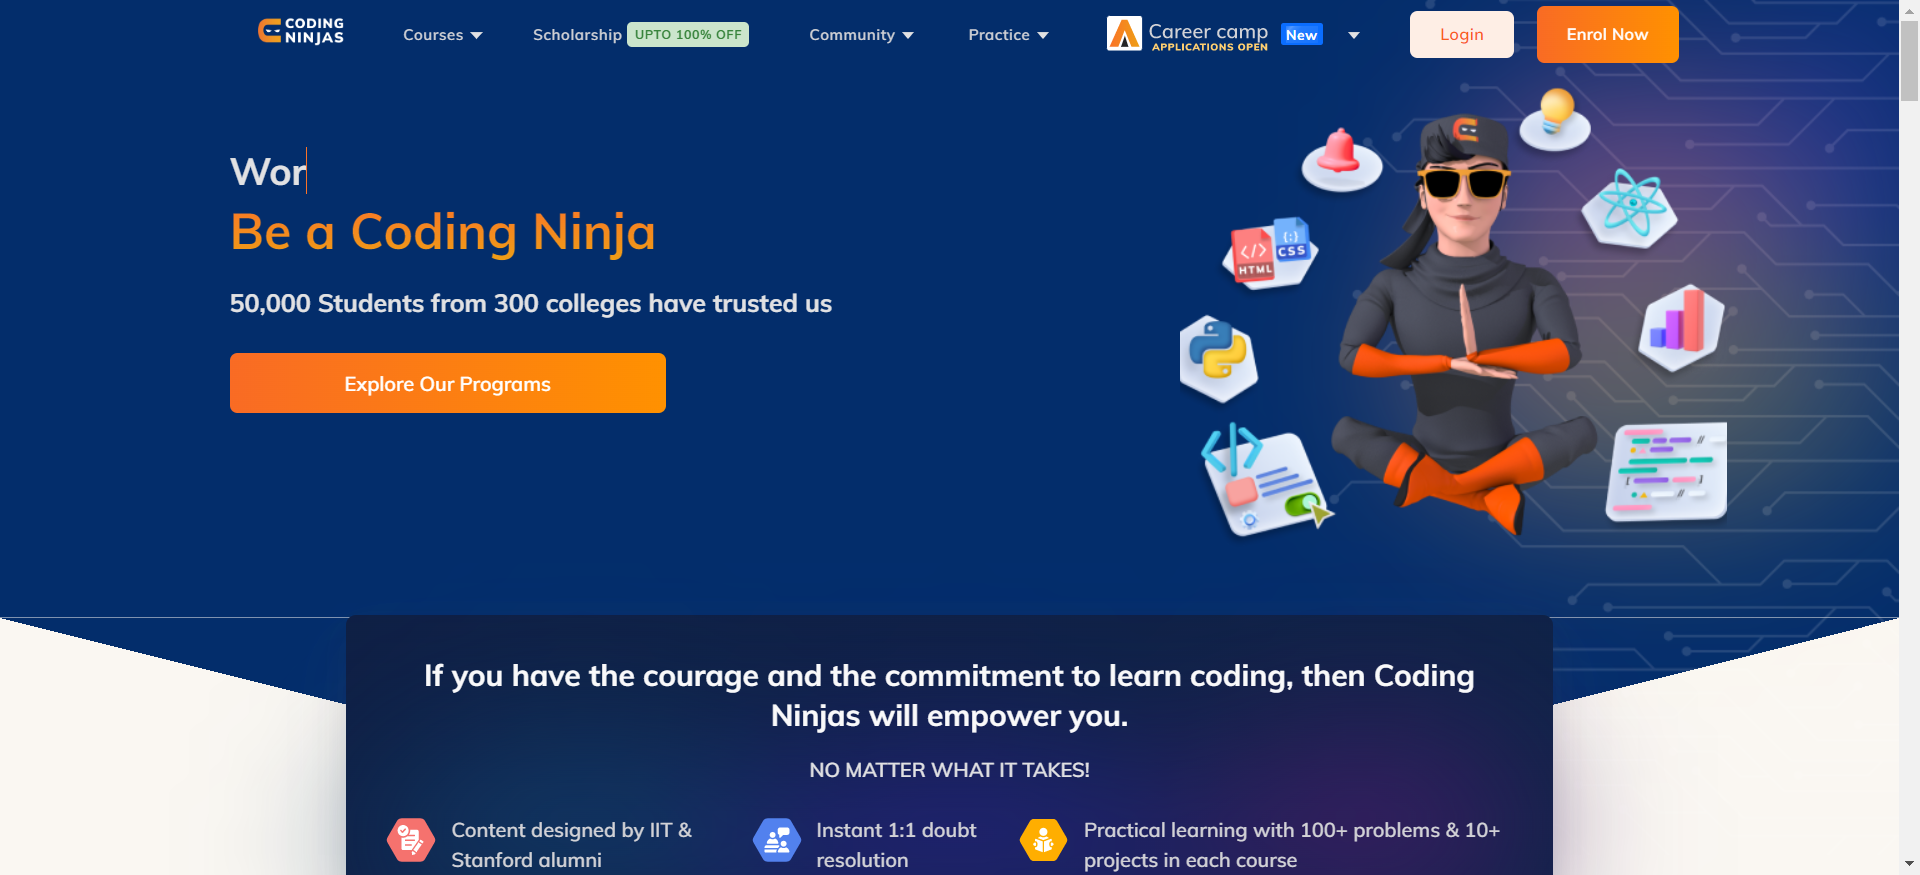 CODING
NINJAS
Courses
Scholarship UPTO 100% OFF
Community
Practice
Career camp
APPLICATIONS OPEN
New
Login
Enrol Now
Wor
Be a Coding Ninja
50,000 Students from 300 colleges have trusted us
Explore Our Programs
</>
HTML
{;}
CSS
</>
//
[ ]
//
If you have the courage and the commitment to learn coding, then Coding
Ninjas will empower you.
NO MATTER WHAT IT TAKES!
Content designed by IIT &
Stanford alumni
Instant 1:1 doubt
resolution
Practical learning with 100+ problems & 10+
projects in each course